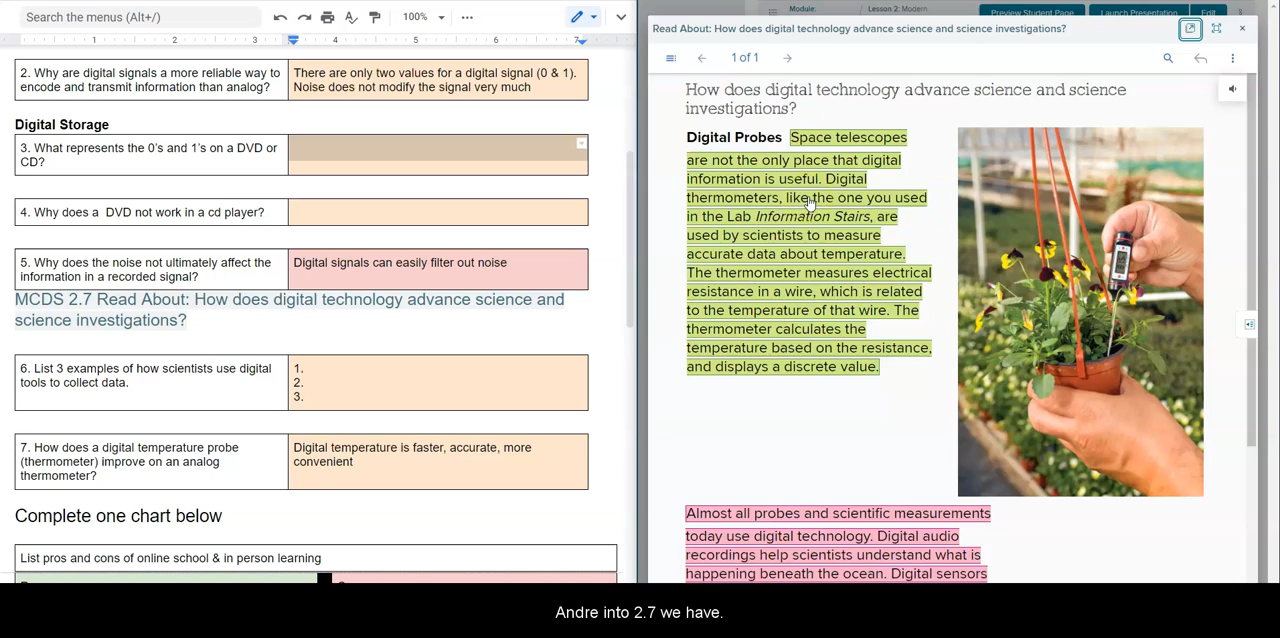 Search the menus (Alt+/)
100%
Module:
Lesson 2: Modern
Preview Student Page
Launch Presentation
Edit
1 2 3 4 5 6 7
2. Why are digital signals a more reliable way to
encode and transmit information than analog?
There are only two values for a digital signal (0 & 1).
Noise does not modify the signal very much
Digital Storage
3. What represents the 0's and 1's on a DVD or
CD?
4. Why does a DVD not work in a cd player?
5. Why does the noise not ultimately affect the
information in a recorded signal?
Digital signals can easily filter out noise
MCDS 2.7 Read About: How does digital technology advance science and
science investigations?
6. List 3 examples of how scientists use digital
tools to collect data.
1.
2.
3.
7. How does a digital temperature probe
(thermometer) improve on an analog
thermometer?
Digital temperature is faster, accurate, more
convenient
Complete one chart below
List pros and cons of online school & in person learning
Read About: How does digital technology advance science and science investigations?
1 of 1
How does digital technology advance science and science
investigations?
Digital Probes Space telescopes
are not the only place that digital
information is useful. Digital
thermometers, like the one you used
in the Lab Information Stairs, are
used by scientists to measure
accurate data about temperature.
The thermometer measures electrical
resistance in a wire, which is related
to the temperature of that wire. The
thermometer calculates the
temperature based on the resistance,
and displays a discrete value.
Almost all probes and scientific measurements
today use digital technology. Digital audio
recordings help scientists understand what is
happening beneath the ocean. Digital sensors
Andre into 2.7 we have.